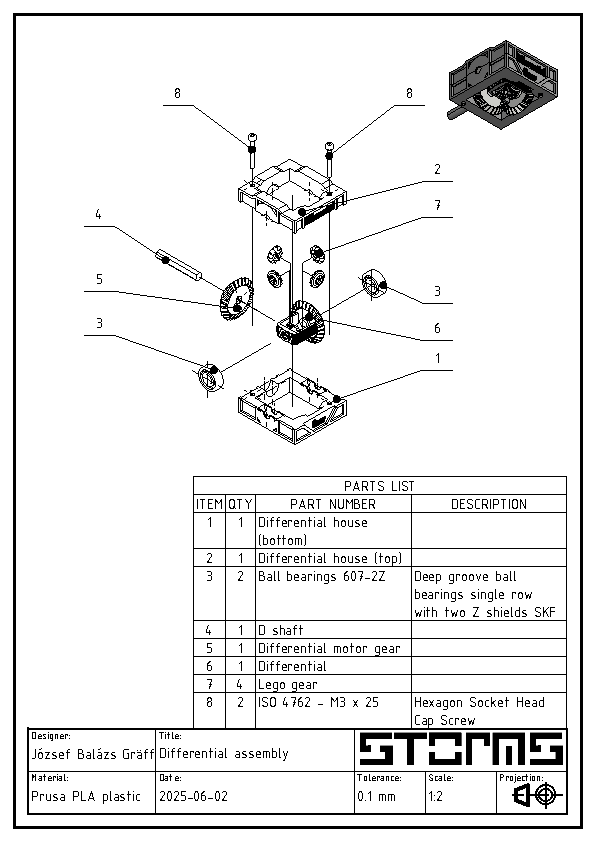 8
8
2
4
7
5
3
3
6
1
PARTS LIST
ITEM QTY PART NUMBER DESCRIPTION
1 1 Differential house
(bottom)
2 1 Differential house (top)
3 2 Ball bearings 607-2Z Deep groove ball
bearings single row
with two Z shields SKF
4 1 D shaft
5 1 Differential motor gear
6 1 Differential
7 4 Lego gear
8 2 ISO 4762 - M3 x 25 Hexagon Socket Head
Cap Screw
Designer: Title:
József Balázs Gräff Differential assembly
STORMS
Material: Date: Tolerance: Scale: Projection:
Prusa PLA plastic 2025-06-02 0.1 mm 1:2